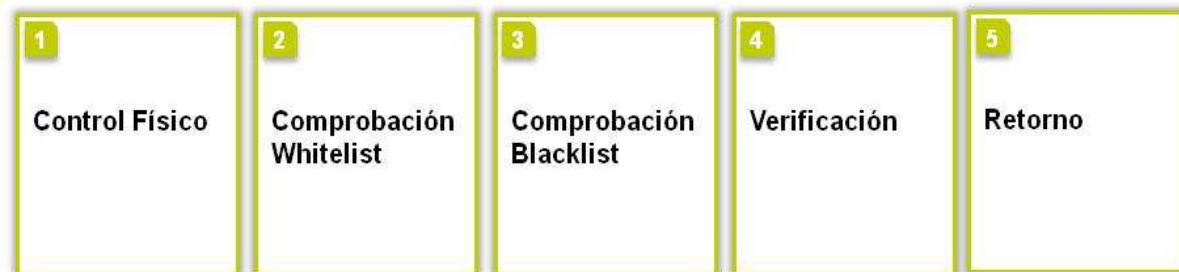 1
Control Físico
2
Comprobación
Whitelist
3
Comprobación
Blacklist
4
Verificación
5
Retorno